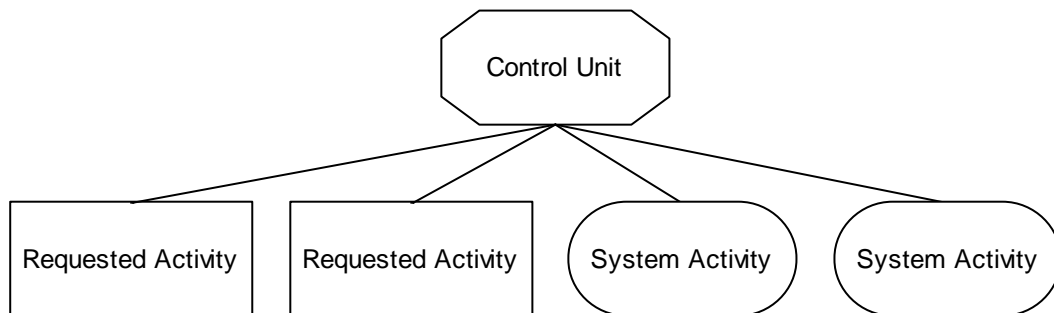 Control Unit
Requested Activity
Requested Activity
System Activity
System Activity